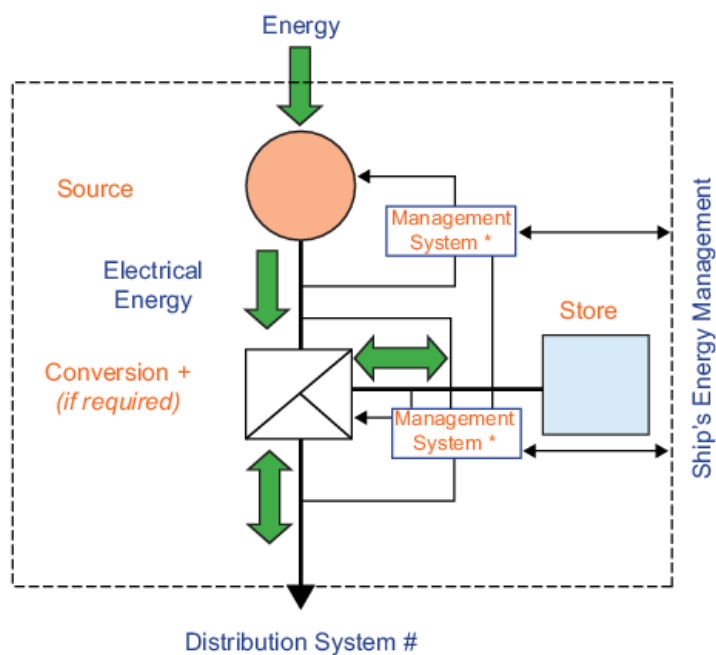 Energy
Source
Management
System *
Electrical
Energy
Store
Conversion +
(if required)
Management
System *
Ship's Energy Management
Distribution System #